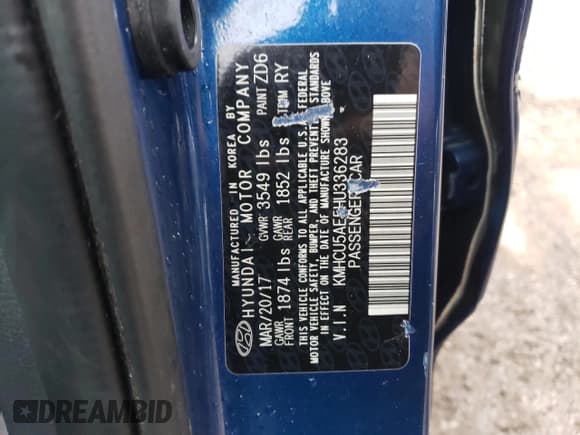 MANUFACTURED IN KOREA BY
HYUNDAI MOTOR COMPANY
MAR/20/17 GVWR 3549 lbs PAINT ZD6
GAWR FRONT 1874 lbs GAWR REAR 1852 lbs TRIM RY
THIS VEHICLE CONFORMS TO ALL APPLICABLE U.S.A FEDERAL
MOTOR VEHICLE SAFETY, BUMPER, AND THEFT PREVENTION STANDARDS
IN EFFECT ON THE DATE OF MANUFACTURE SHOWN ABOVE
V.I.N KMHCU5AE HU336283
PASSENGER CAR
DREAMBID